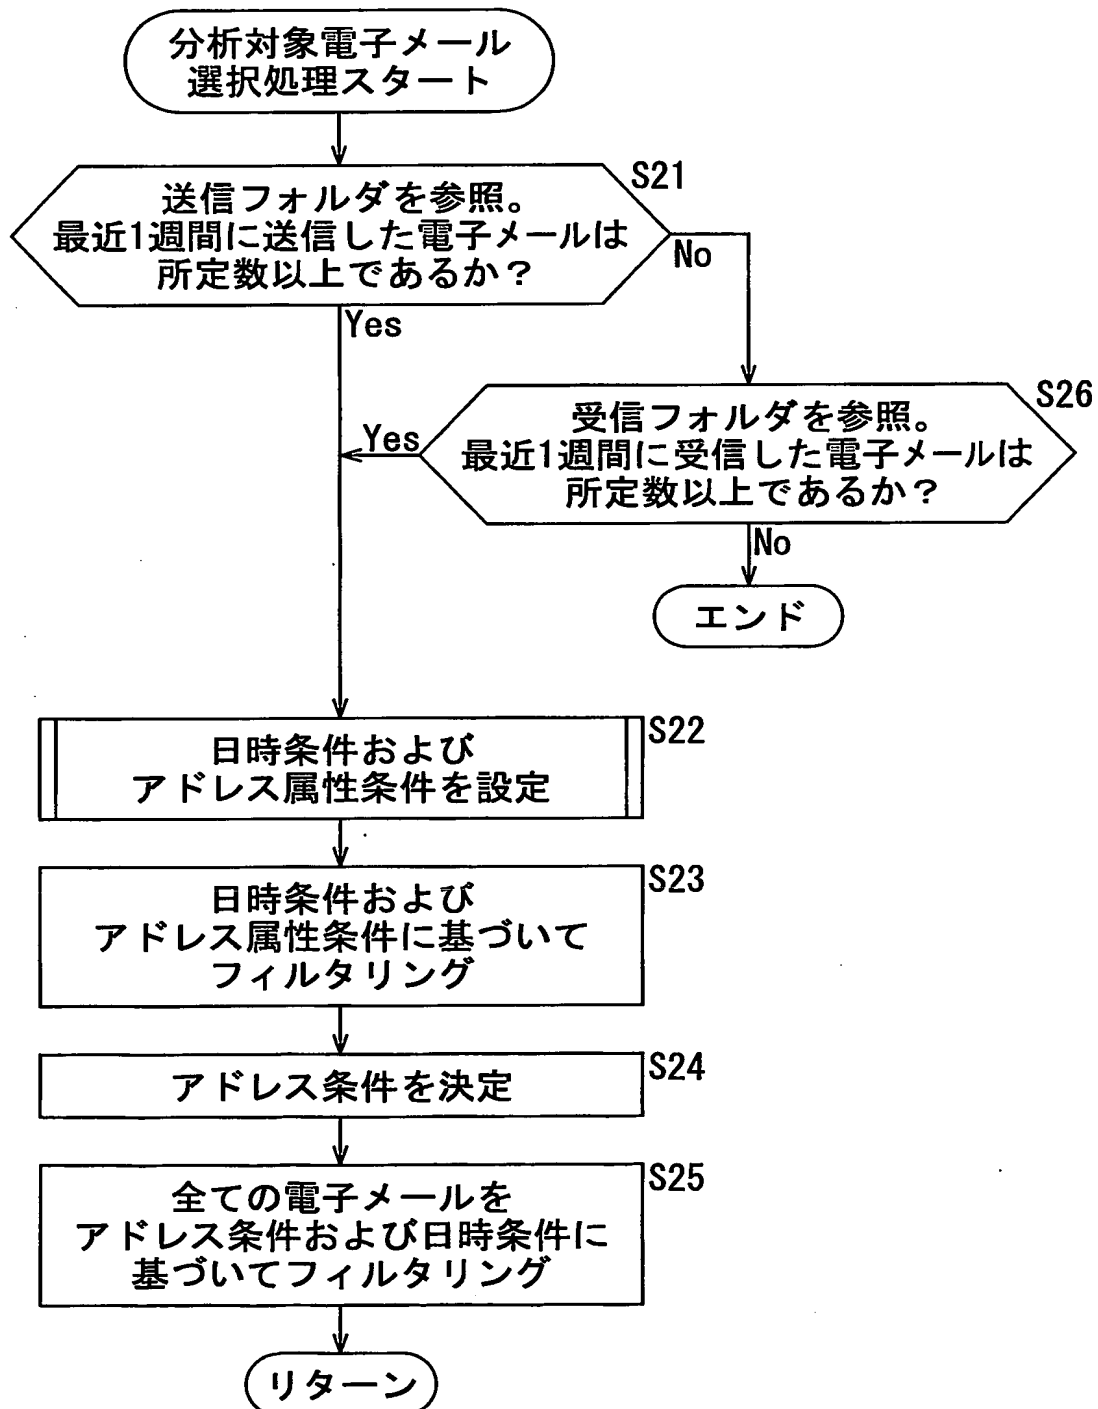 分析対象電子メール
選択処理スタート
S21
送信フォルダを参照。
最近1週間に送信した電子メールは
所定数以上であるか？
No
Yes
S26
受信フォルダを参照。
最近1週間に受信した電子メールは
所定数以上であるか？
Yes
No
エンド
S22
日時条件および
アドレス属性条件を設定
S23
日時条件および
アドレス属性条件に基づいて
フィルタリング
S24
アドレス条件を決定
S25
全ての電子メールを
アドレス条件および日時条件に
基づいてフィルタリング
リターン